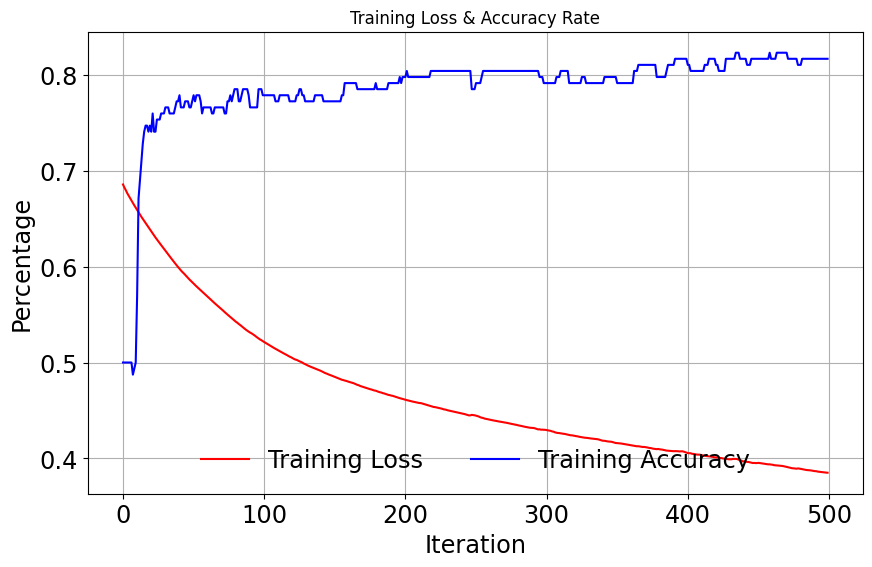 Training Loss & Accuracy Rate
0.8
0.7
0.6
0.5
0.4
Percentage
Training Loss
Training Accuracy
0 100 200 300 400 500
Iteration